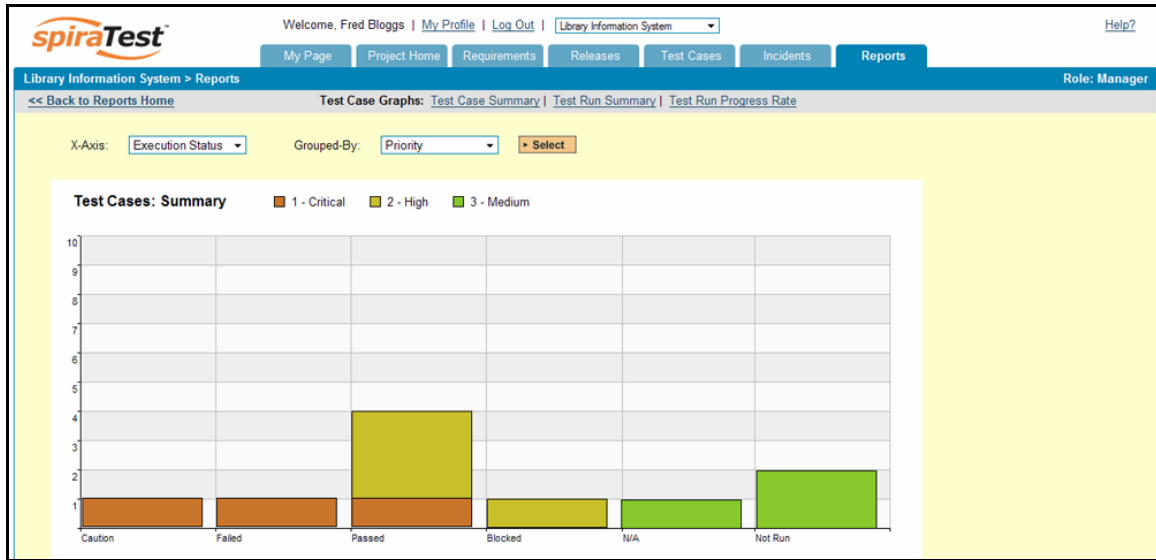 spiraTest™
Welcome, Fred Bloggs | My Profile | Log Out | Library Information System
Help?
My Page Project Home Requirements Releases Test Cases Incidents Reports
Library Information System > Reports Role: Manager
<< Back to Reports Home Test Case Graphs: Test Case Summary | Test Run Summary | Test Run Progress Rate
X-Axis: Execution Status Grouped-By: Priority Select
Test Cases: Summary 1 - Critical 2 - High 3 - Medium
10
9
8
7
6
5
4
3
2
1
Caution Failed Passed Blocked N/A Not Run